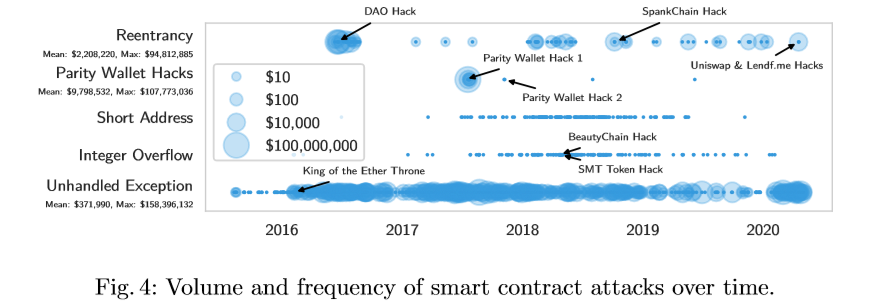 DAO Hack
SpankChain Hack
Reentrancy
Mean: 2,208,220, Max: $94,812,885
Parity Wallet Hack 1
Uniswap & Lendf.me Hacks
Parity Wallet Hacks
Mean: $9,798,532, Max: $107,773,036
$10
Parity Wallet Hack 2
$100
Short Address
$10,000
BeautyChain Hack
$100,000,000
Integer Overflow
SMT Token Hack
King of the Ether Throne
Unhandled Exception
Mean: $371,990, Max: $158,396,132
2016 2017 2018 2019 2020
Fig. 4: Volume and frequency of smart contract attacks over time.